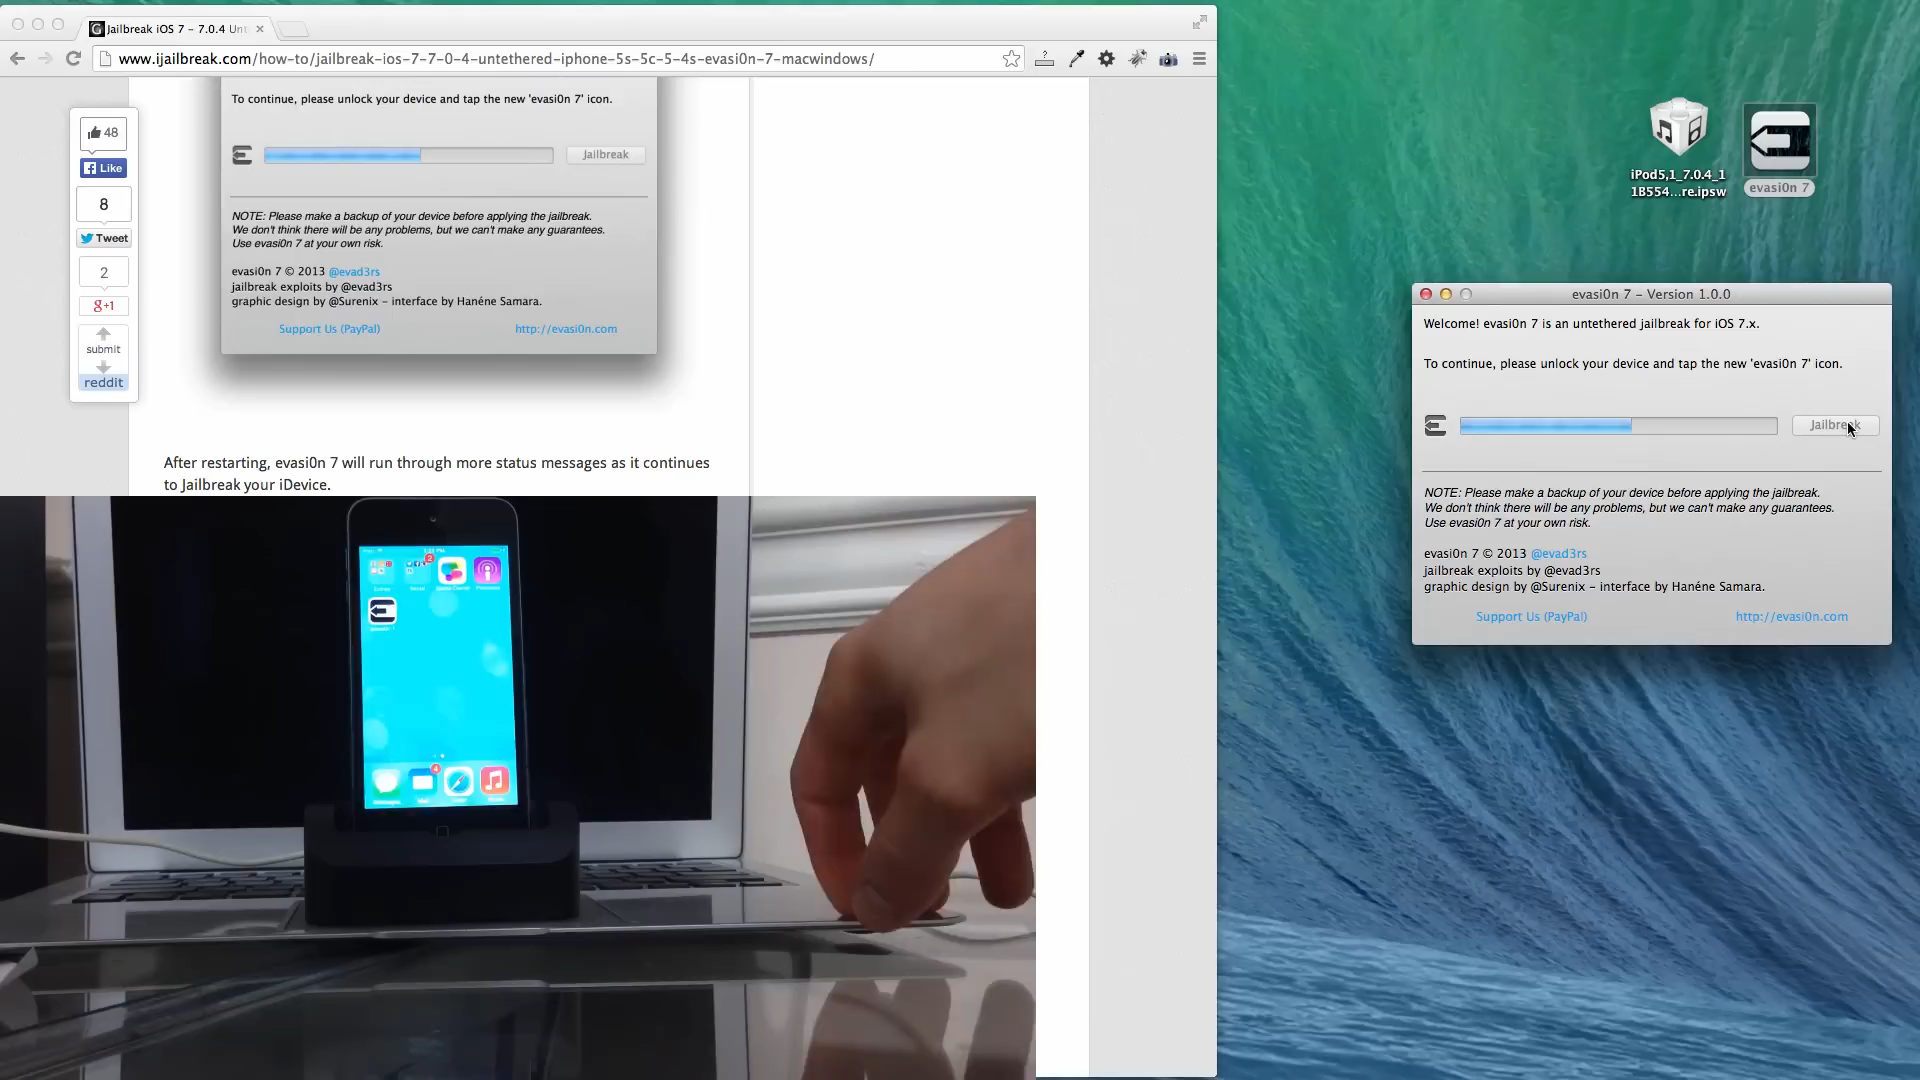 Jailbreak iOS 7 – 7.0.4 Unt
www.ijailbreak.com/how-to/jailbreak-ios-7-7-0-4-untethered-iphone-5s-5c-5-4s-evasi0n-7-macwindows/
To continue, please unlock your device and tap the new 'evasi0n 7' icon.
Jailbreak
NOTE: Please make a backup of your device before applying the jailbreak.
We don't think there will be any problems, but we can't make any guarantees.
Use evasi0n 7 at your own risk.
evasi0n 7 © 2013 @evad3rs
jailbreak exploits by @evad3rs
graphic design by @Surenix – interface by Hanéne Samara.
Support Us (PayPal)
http://evasi0n.com
48
Like
8
Tweet
2
g+1
submit
reddit
After restarting, evasi0n 7 will run through more status messages as it continues
to Jailbreak your iDevice.
iPod5,1_7.0.4_1
1B554...re.ipsw
evasi0n 7
evasi0n 7 – Version 1.0.0
Welcome! evasi0n 7 is an untethered jailbreak for iOS 7.x.
To continue, please unlock your device and tap the new 'evasi0n 7' icon.
Jailbreak
NOTE: Please make a backup of your device before applying the jailbreak.
We don't think there will be any problems, but we can't make any guarantees.
Use evasi0n 7 at your own risk.
evasi0n 7 © 2013 @evad3rs
jailbreak exploits by @evad3rs
graphic design by @Surenix – interface by Hanéne Samara.
Support Us (PayPal)
http://evasi0n.com